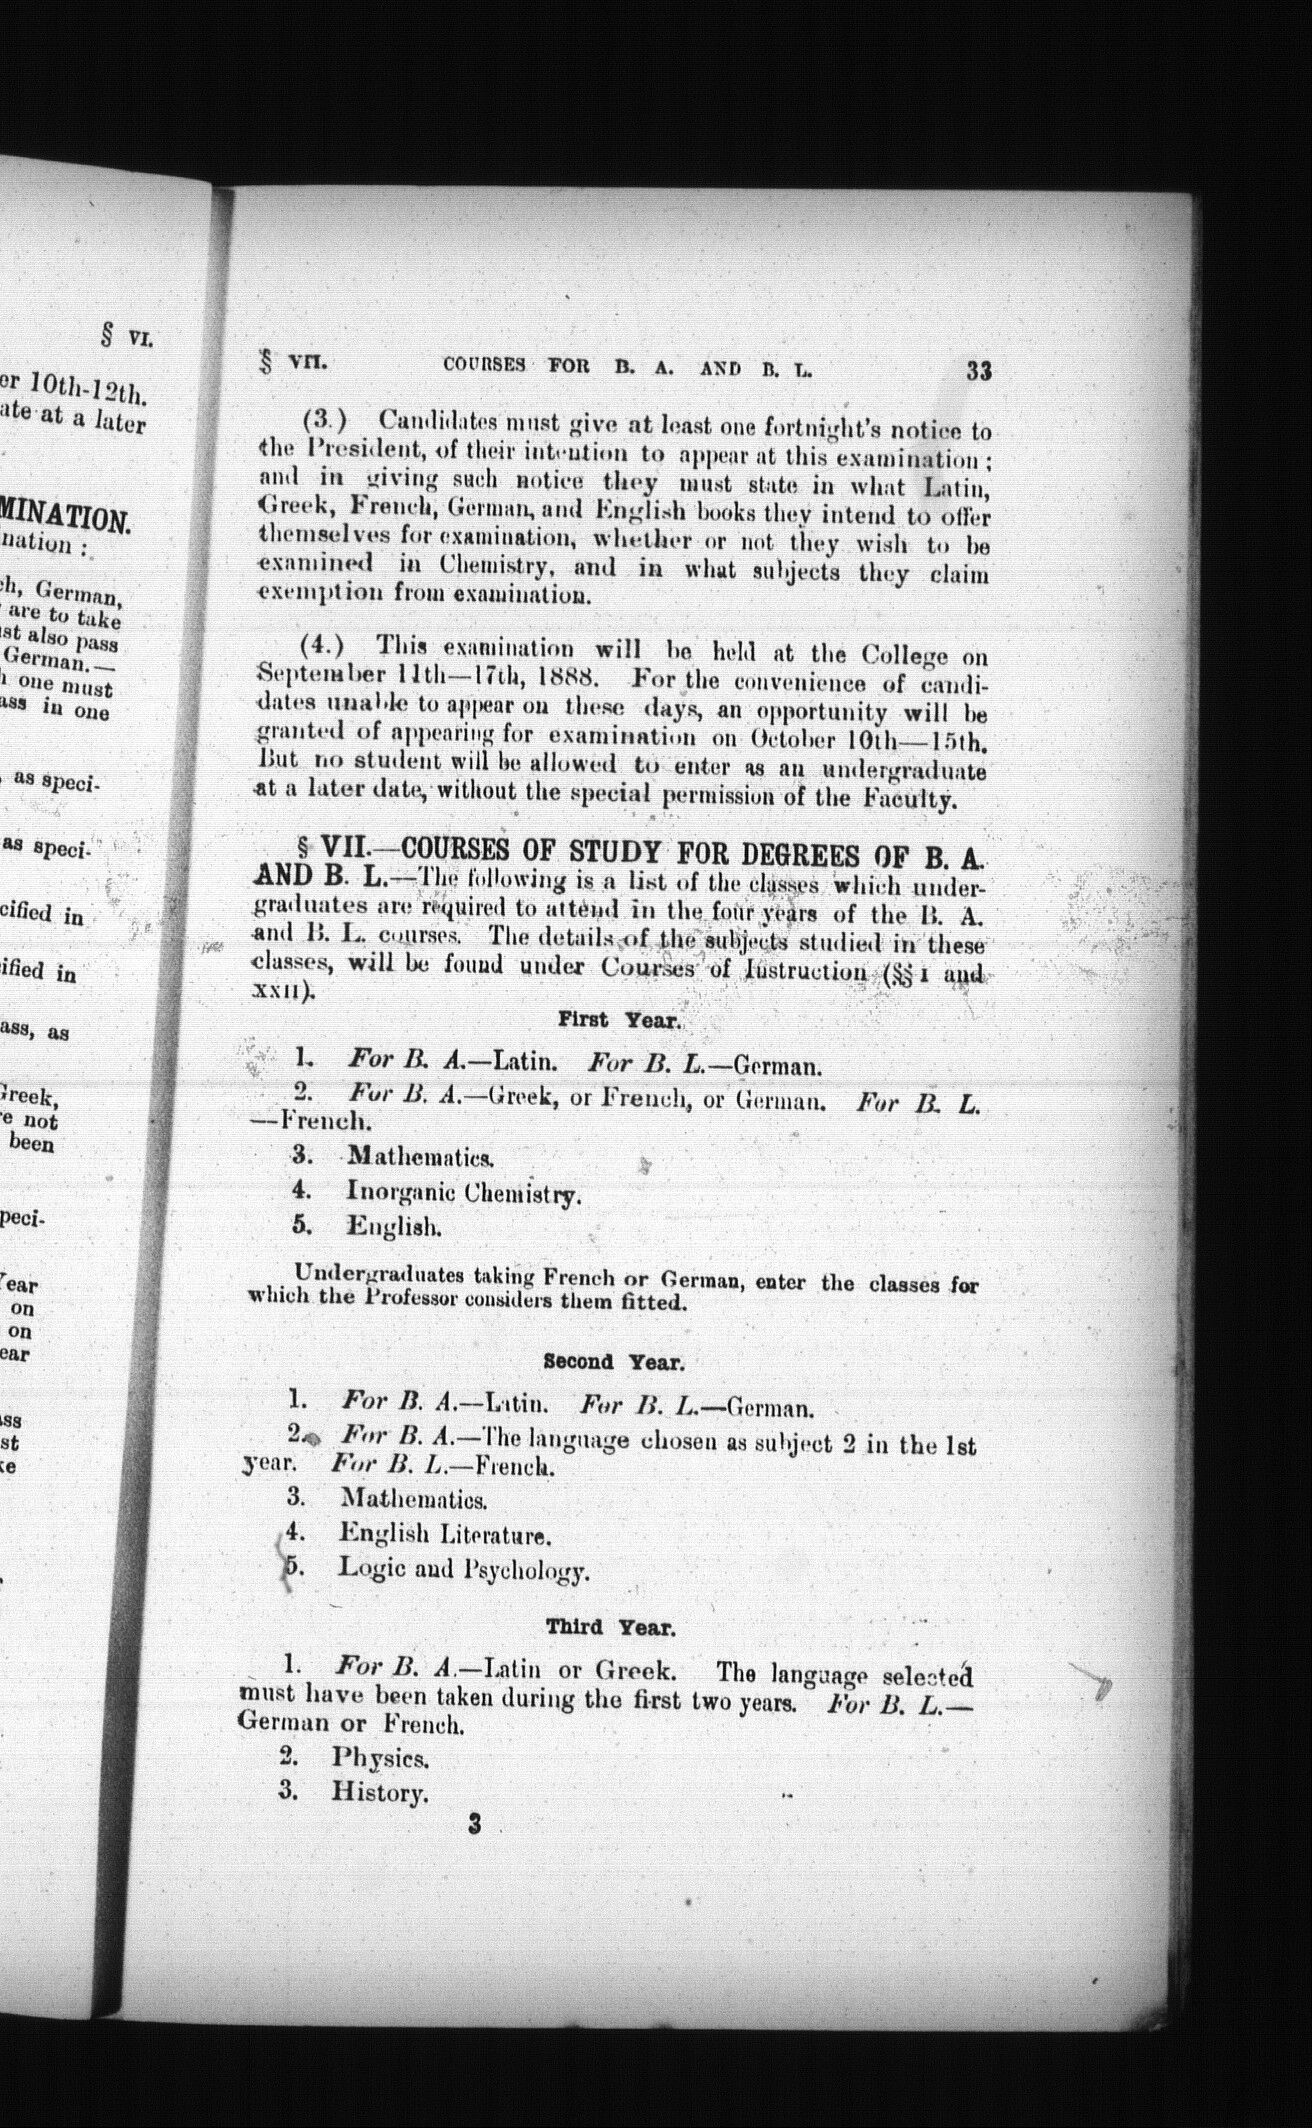 § VI.
er 10th-12th.
ate at a later
MINATION.
nation :
ch, German,
are to take
st also pass
German.—
one must
ass in one
as speci-
as speci-
cified in
ified in
ass, as
Greek,
re not
been
peci-
Year
on
on
ear
ass
st
ke
§ VII. COURSES FOR B. A. AND B. L. 33
(3.) Candidates must give at least one fortnight's notice to
the President, of their intention to appear at this examination ;
and in giving such notice they must state in what Latin,
Greek, French, German, and English books they intend to offer
themselves for examination, whether or not they wish to be
examined in Chemistry, and in what subjects they claim
exemption from examination.
(4.) This examination will be held at the College on
September 11th—17th, 1888. For the convenience of candi-
dates unable to appear on these days, an opportunity will be
granted of appearing for examination on October 10th—15th.
But no student will be allowed to enter as an undergraduate
at a later date, without the special permission of the Faculty.
§ VII.—COURSES OF STUDY FOR DEGREES OF B. A.
AND B. L.—The following is a list of the classes which under-
graduates are required to attend in the four years of the B. A.
and B. L. courses. The details of the subjects studied in these
classes, will be found under Courses of Instruction (§§ I and
XXII).
First Year.
1. For B. A.—Latin. For B. L.—German.
2. For B. A.—Greek, or French, or German. For B. L.
—French.
3. Mathematics.
4. Inorganic Chemistry.
5. English.
Undergraduates taking French or German, enter the classes for
which the Professor considers them fitted.
Second Year.
1. For B. A.—Latin. For B. L.—German.
2. For B. A.—The language chosen as subject 2 in the 1st
year. For B. L.—French.
3. Mathematics.
4. English Literature.
5. Logic and Psychology.
Third Year.
1. For B. A.—Latin or Greek. The language selected
must have been taken during the first two years. For B. L.—
German or French.
2. Physics.
3. History.
3